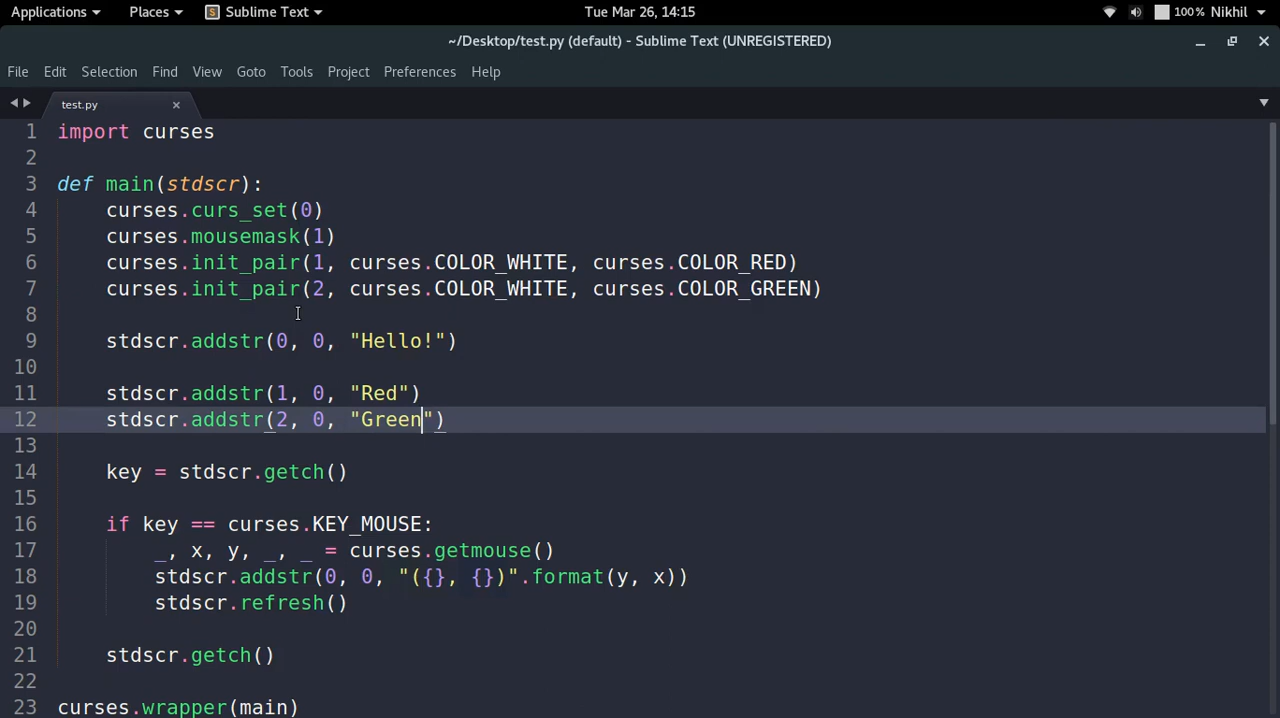 Applications Places Sublime Text Tue Mar 26, 14:15 100% Nikhil
~/Desktop/test.py (default) - Sublime Text (UNREGISTERED)
File Edit Selection Find View Goto Tools Project Preferences Help
test.py
1 import curses
2
3 def main(stdscr):
4     curses.curs_set(0)
5     curses.mousemask(1)
6     curses.init_pair(1, curses.COLOR_WHITE, curses.COLOR_RED)
7     curses.init_pair(2, curses.COLOR_WHITE, curses.COLOR_GREEN)
8
9     stdscr.addstr(0, 0, "Hello!")
10
11     stdscr.addstr(1, 0, "Red")
12     stdscr.addstr(2, 0, "Green")
13
14     key = stdscr.getch()
15
16     if key == curses.KEY_MOUSE:
17         _, x, y, _, _ = curses.getmouse()
18         stdscr.addstr(0, 0, "({}, {})".format(y, x))
19         stdscr.refresh()
20
21     stdscr.getch()
22
23 curses.wrapper(main)